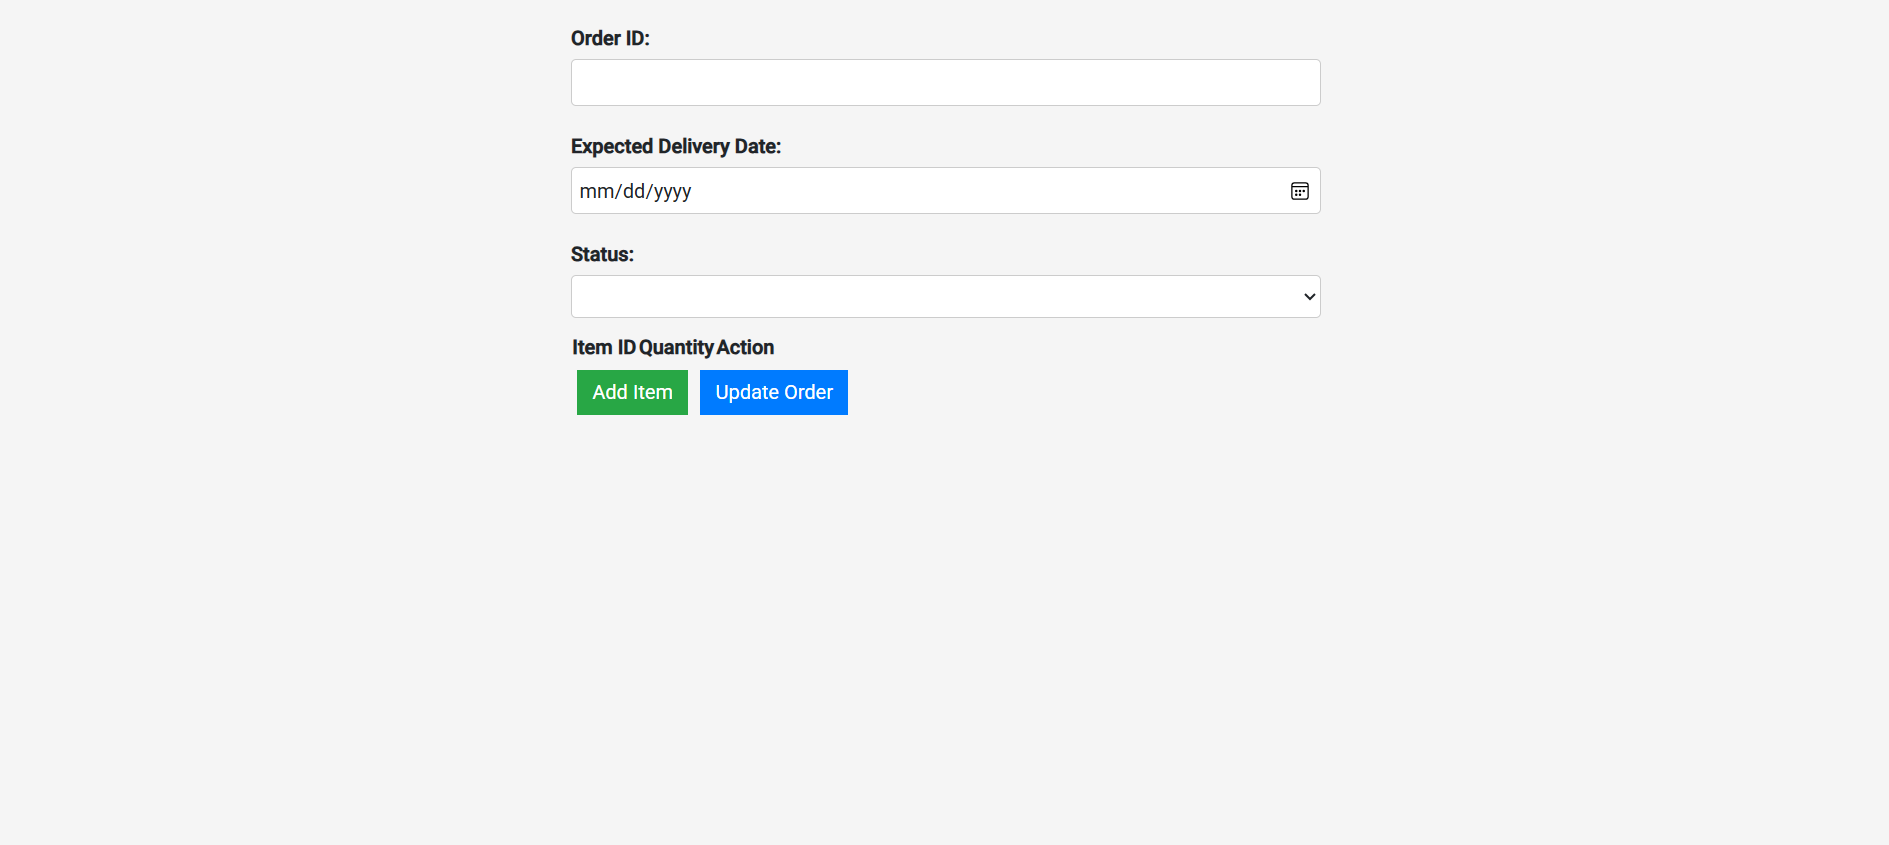 Order ID:
Expected Delivery Date:
mm/dd/yyyy
Status:
Item ID Quantity Action
Add Item Update Order